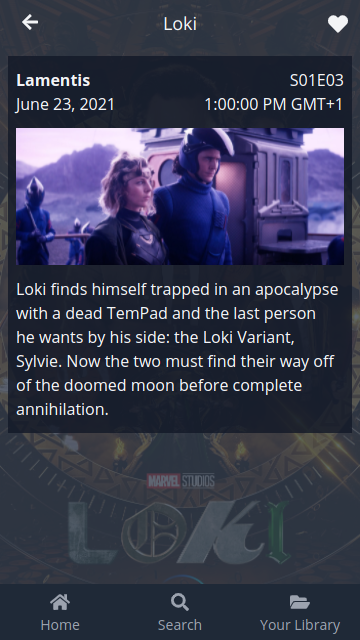 Loki
Lamentis S01E03
June 23, 2021 1:00:00 PM GMT+1
Loki finds himself trapped in an apocalypse
with a dead TemPad and the last person
he wants by his side: the Loki Variant,
Sylvie. Now the two must find their way off
of the doomed moon before complete
annihilation.
MARVEL STUDIOS
LOKI
Home Search Your Library